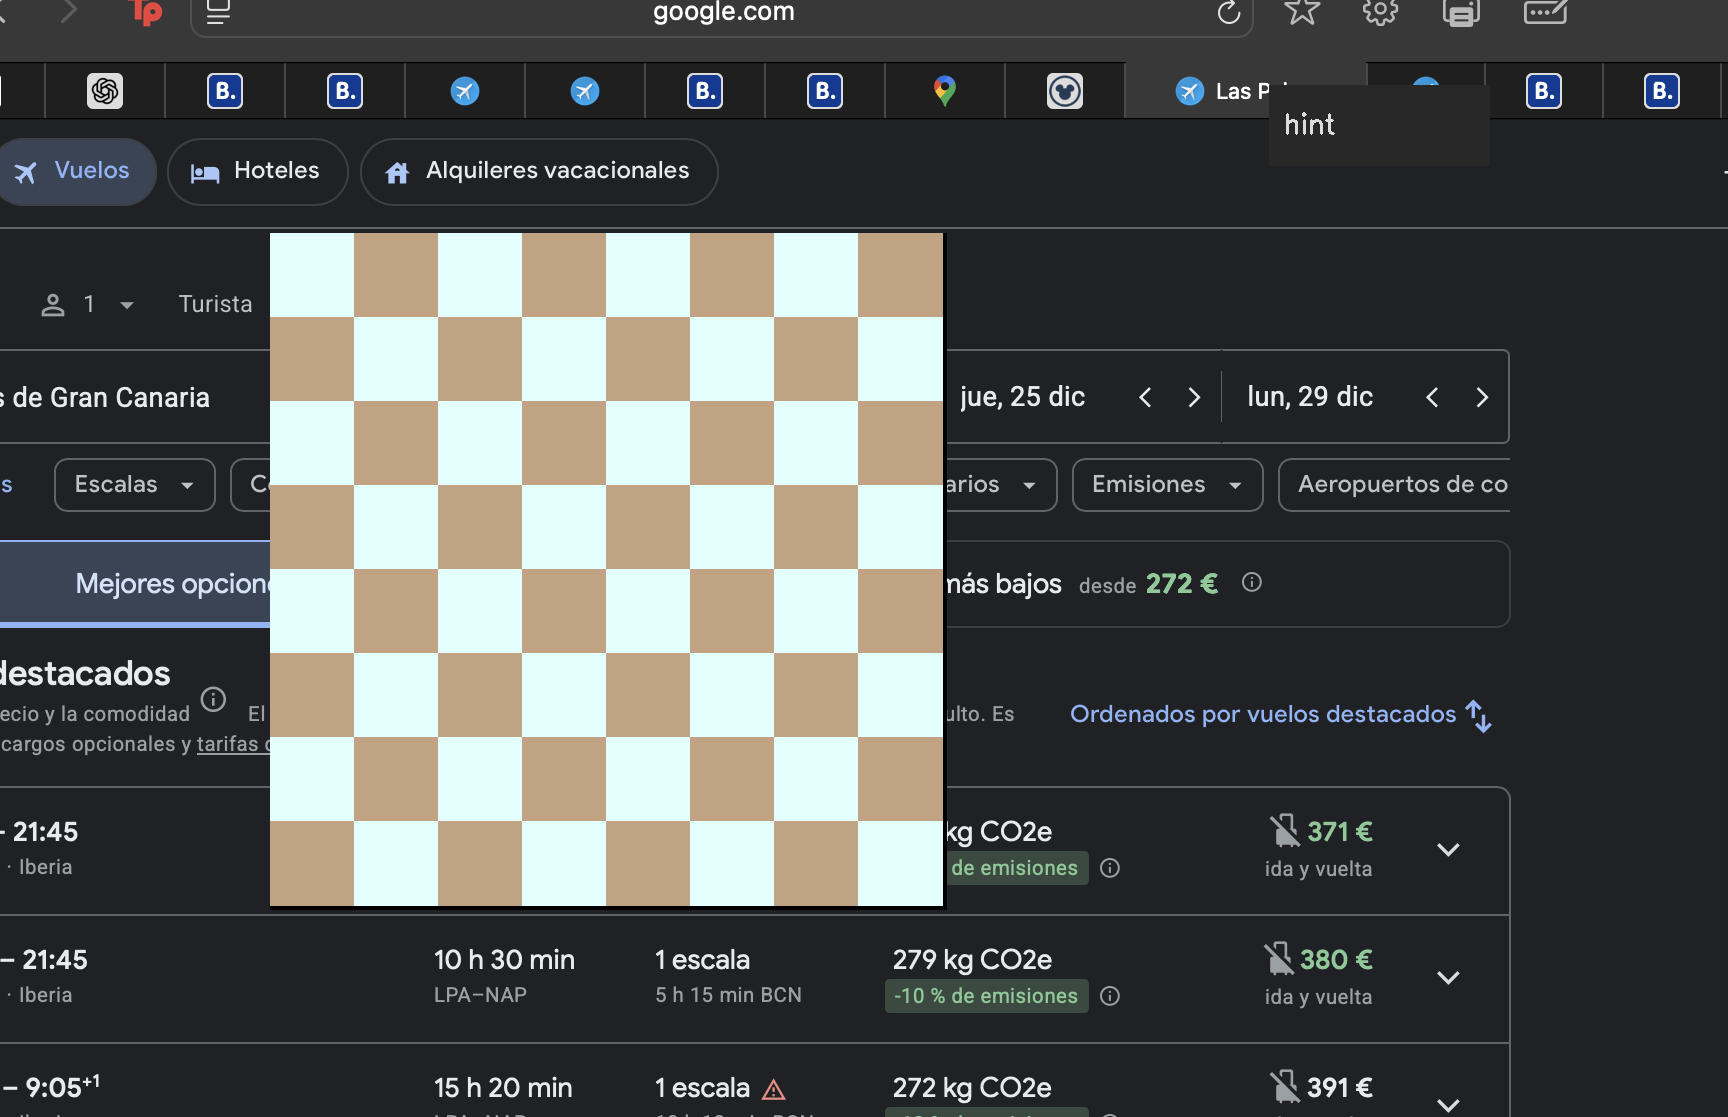 google.com
B.
B.
B.
B.
Las P
B.
B.
hint
Vuelos
Hoteles
Alquileres vacacionales
1
Turista
de Gran Canaria
jue, 25 dic
lun, 29 dic
Escalas
Emisiones
Aeropuertos de co
Mejores opcion
más bajos desde 272 €
destacados
ecio y la comodidad
El
ulto. Es
Ordenados por vuelos destacados
cargos opcionales y tarifas
– 21:45
· Iberia
kg CO2e
de emisiones
371 €
ida y vuelta
– 21:45
· Iberia
10 h 30 min
LPA–NAP
1 escala
5 h 15 min BCN
279 kg CO2e
-10 % de emisiones
380 €
ida y vuelta
– 9:05+1
15 h 20 min
1 escala
272 kg CO2e
391 €